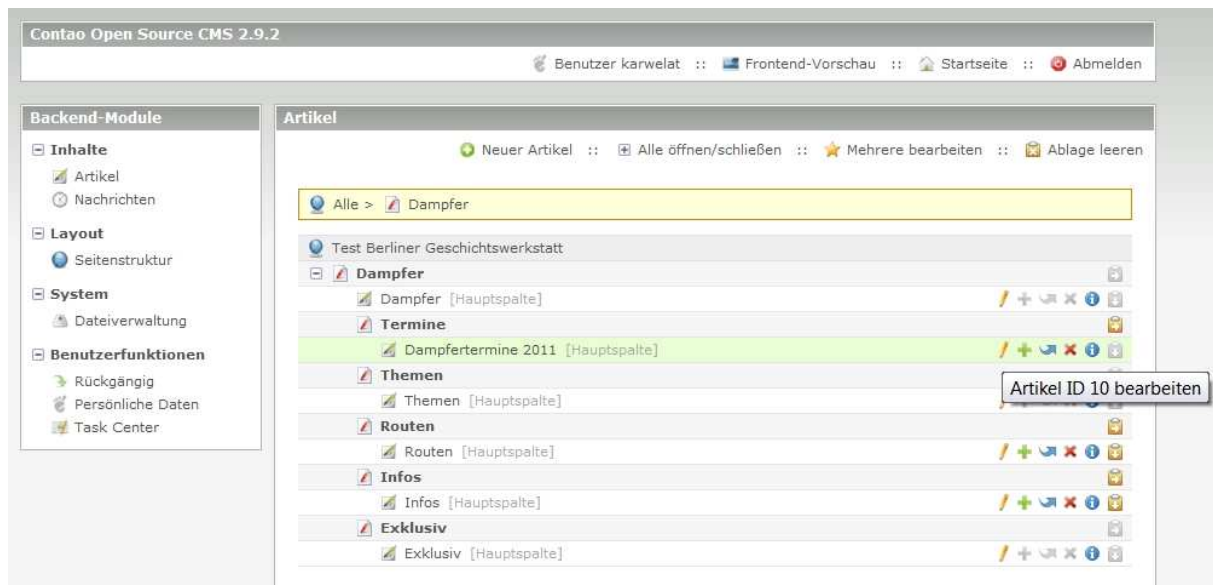 Contao Open Source CMS 2.9.2
Benutzer karwelat :: Frontend-Vorschau :: Startseite :: Abmelden
Backend-Module
Inhalte
Artikel
Nachrichten
Layout
Seitenstruktur
System
Dateiverwaltung
Benutzerfunktionen
Rückgängig
Persönliche Daten
Task Center
Artikel
Neuer Artikel :: Alle öffnen/schließen :: Mehrere bearbeiten :: Ablage leeren
Alle > Dampfer
Test Berliner Geschichtswerkstatt
Dampfer
Dampfer [Hauptspalte]
Termine
Dampfertermine 2011 [Hauptspalte]
Themen
Artikel ID 10 bearbeiten
Themen [Hauptspalte]
Routen
Routen [Hauptspalte]
Infos
Infos [Hauptspalte]
Exklusiv
Exklusiv [Hauptspalte]